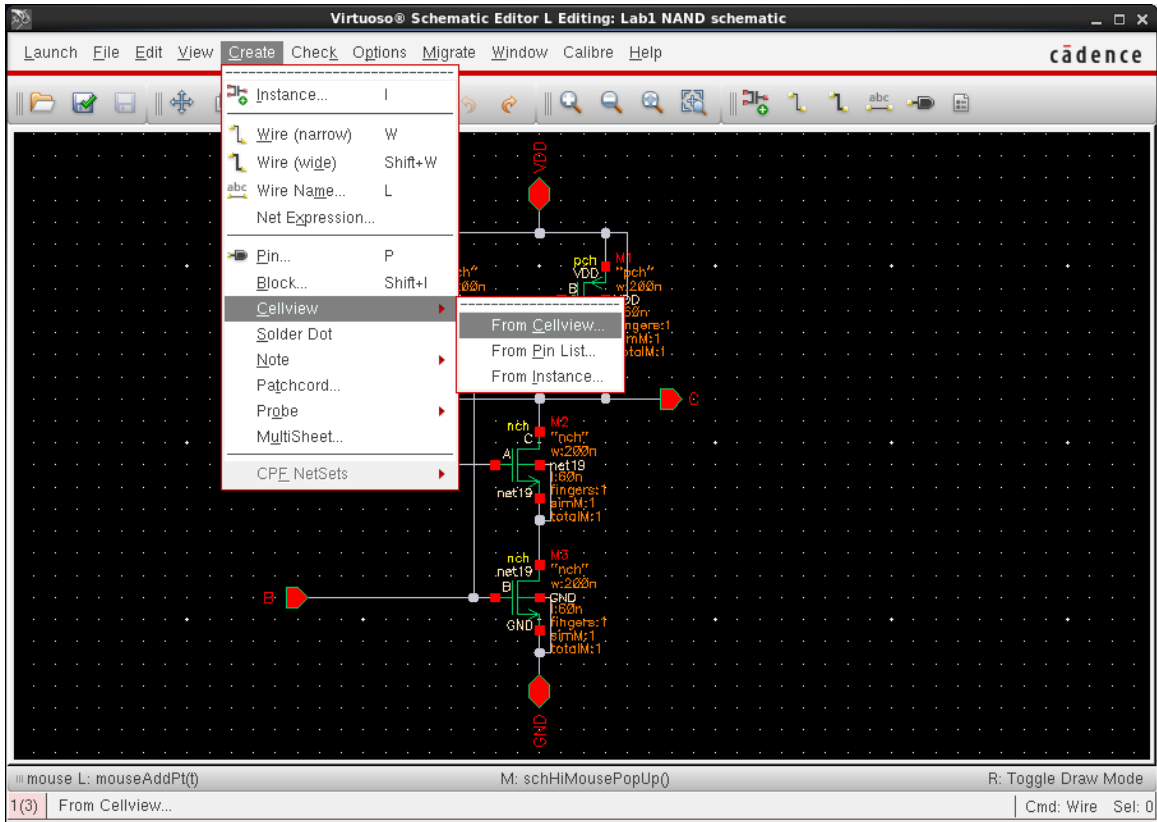 Virtuoso® Schematic Editor L Editing: Lab1 NAND schematic
Launch File Edit View Create Check Options Migrate Window Calibre Help
cādence
Instance... I
Wire (narrow) W
Wire (wide) Shift+W
abc Wire Name... L
Net Expression...
Pin... P
Block... Shift+I
Cellview
Solder Dot
Note
Patchcord...
Probe
MultiSheet...
CPF NetSets
From Cellview...
From Pin List...
From Instance...
abc
VDD
pch
M1
VDD
"pch"
B
w:200n
C
nch
M2
C
"nch"
w:200n
A
net19
l:60n
net19
fingers:1
simM:1
totalM:1
nch
M3
net19
"nch"
w:200n
B
GND
l:60n
GND
fingers:1
simM:1
totalM:1
B
GND
mouse L: mouseAddPt(t) M: schHiMousePopUp() R: Toggle Draw Mode
1(3) From Cellview... Cmd: Wire Sel: 0